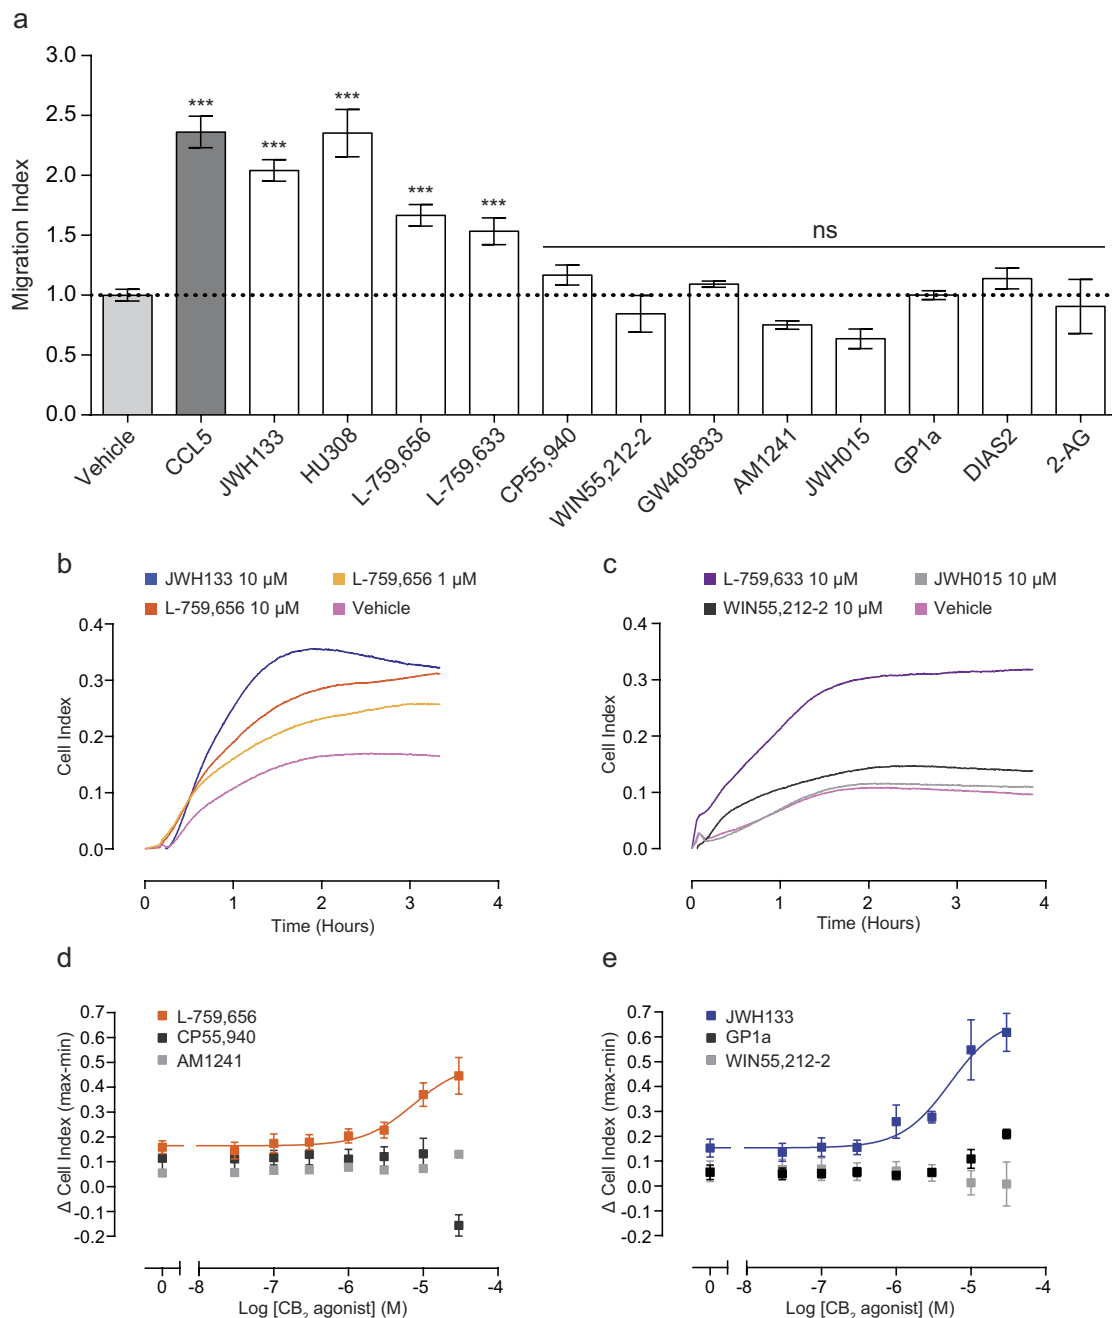 a
Migration Index
3.0
2.5
2.0
1.5
1.0
0.5
0.0
***
***
***
***
***
ns
Vehicle
CCL5
JWH133
HU308
L-759,656
L-759,633
CP55,940
WIN55,212-2
GW405833
AM1241
JWH015
GP1a
DIAS2
2-AG
b
JWH133 10 µM
L-759,656 1 µM
L-759,656 10 µM
Vehicle
Cell Index
0.4
0.3
0.2
0.1
0.0
0 1 2 3 4
Time (Hours)
c
L-759,633 10 µM
JWH015 10 µM
WIN55,212-2 10 µM
Vehicle
Cell Index
0.4
0.3
0.2
0.1
0.0
0 1 2 3 4
Time (Hours)
d
L-759,656
CP55,940
AM1241
Δ Cell Index (max-min)
0.7
0.6
0.5
0.4
0.3
0.2
0.1
0.0
-0.1
-0.2
0 -8 -7 -6 -5 -4
Log [CB₂ agonist] (M)
e
JWH133
GP1a
WIN55,212-2
Δ Cell Index (max-min)
0.7
0.6
0.5
0.4
0.3
0.2
0.1
0.0
-0.1
-0.2
0 -8 -7 -6 -5 -4
Log [CB₂ agonist] (M)